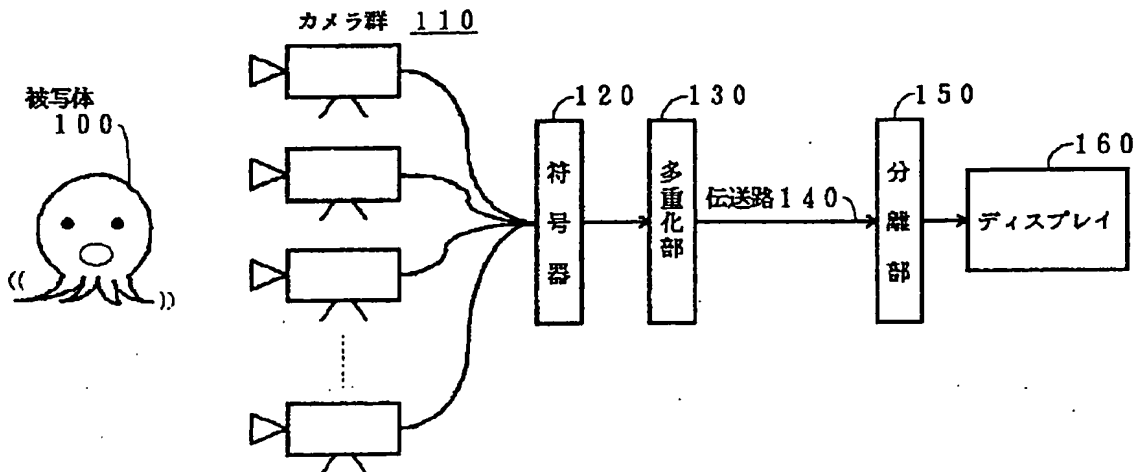 カメラ群 110
被写体
100
120
符号器
130
多重化部
伝送路140
150
分離部
160
ディスプレイ